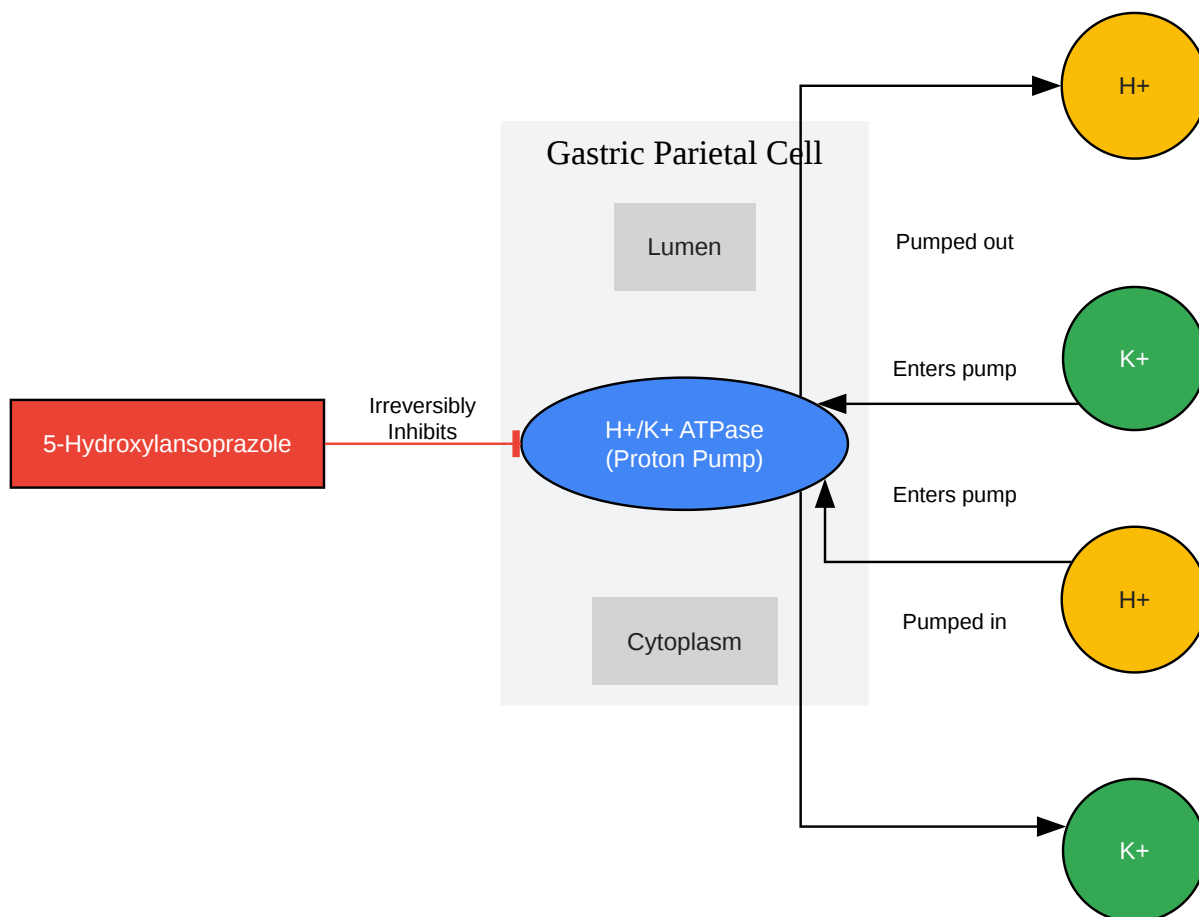 H+
Gastric Parietal Cell
Lumen
Pumped out
K+
Enters pump
Irreversibly
Inhibits
5-Hydroxylansoprazole
H+/K+ ATPase
(Proton Pump)
Enters pump
H+
Pumped in
Cytoplasm
K+